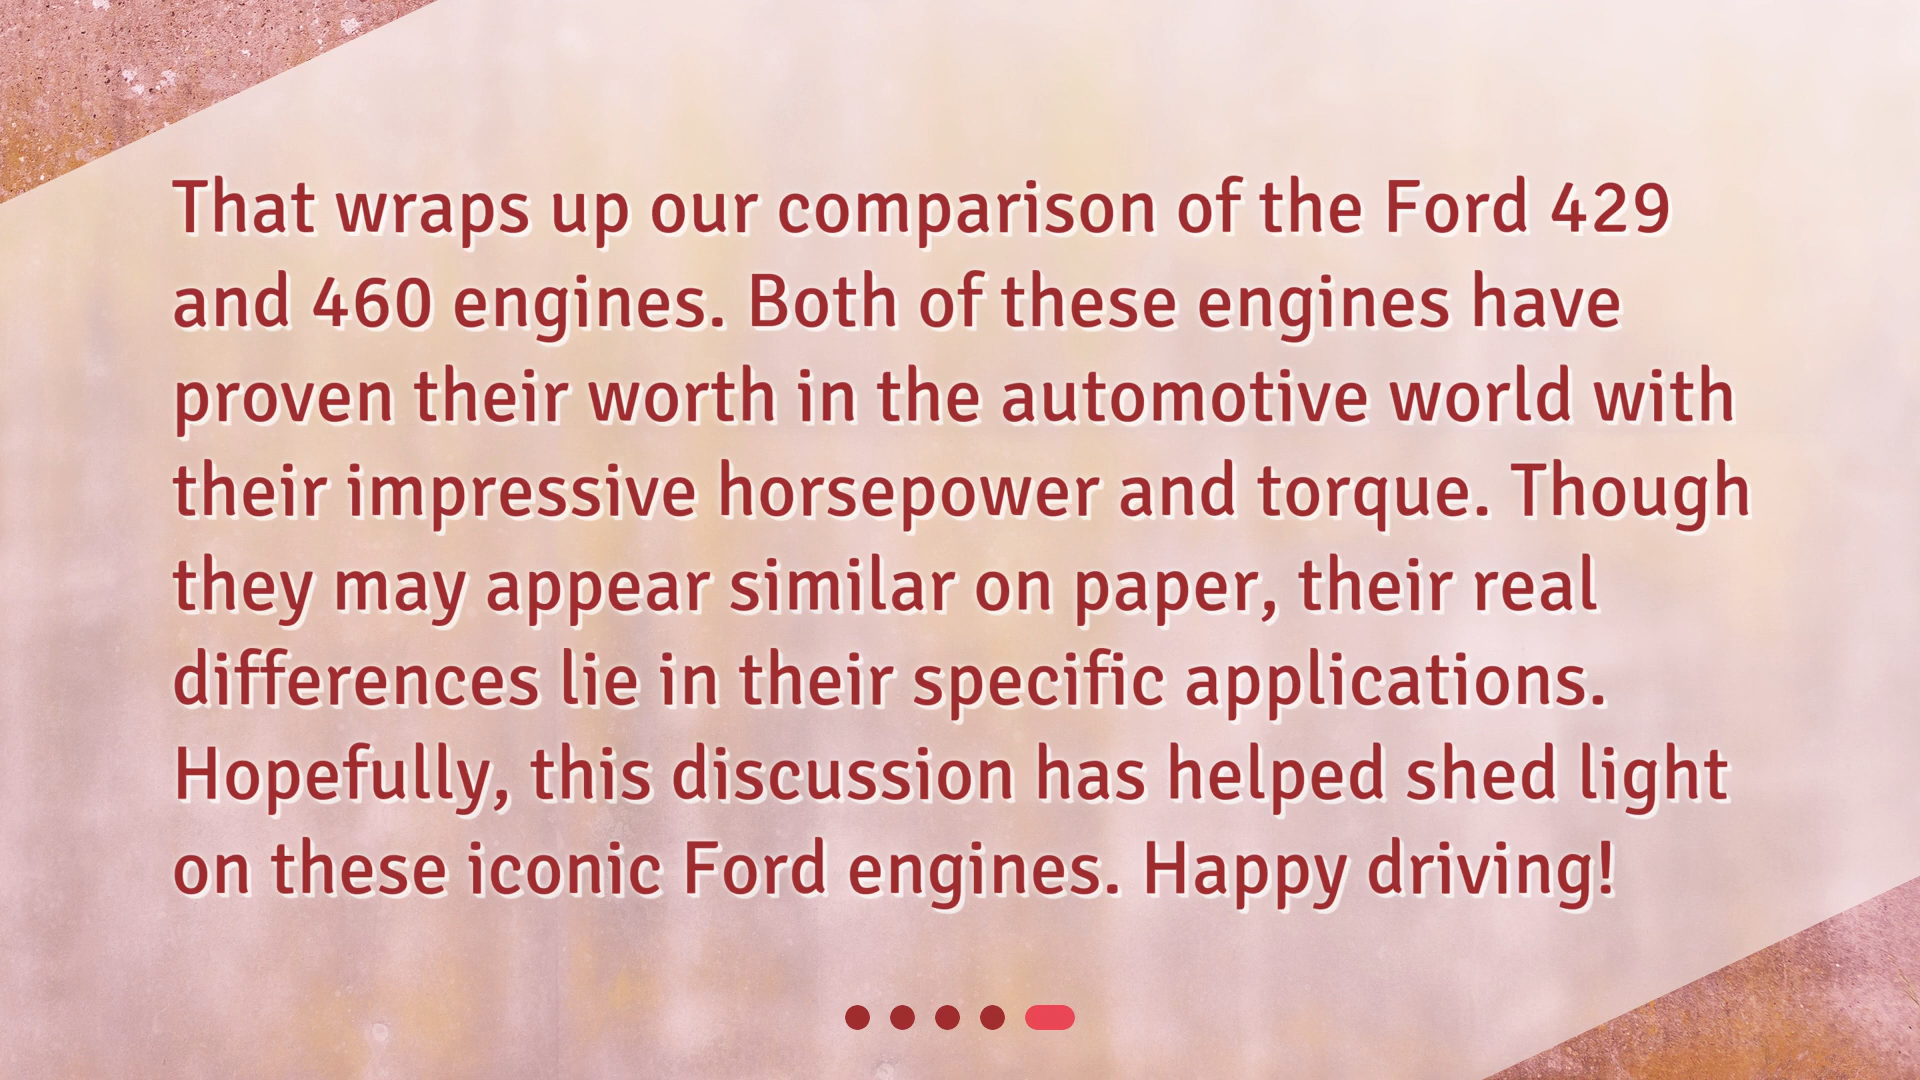 That wraps up our comparison of the Ford 429
and 460 engines. Both of these engines have
proven their worth in the automotive world with
their impressive horsepower and torque. Though
they may appear similar on paper, their real
differences lie in their specific applications.
Hopefully, this discussion has helped shed light
on these iconic Ford engines. Happy driving!